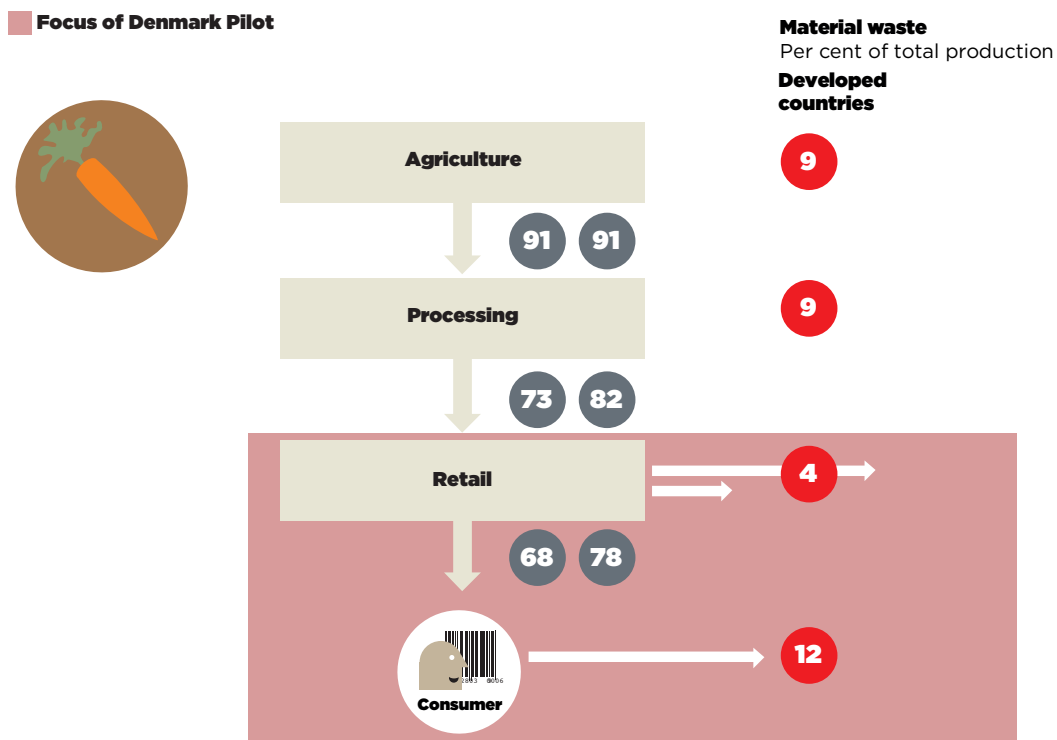 Focus of Denmark Pilot
Material waste
Per cent of total production
Developed
countries
Agriculture
9
91 91
Processing
9
73 82
Retail
4
68 78
12
Consumer